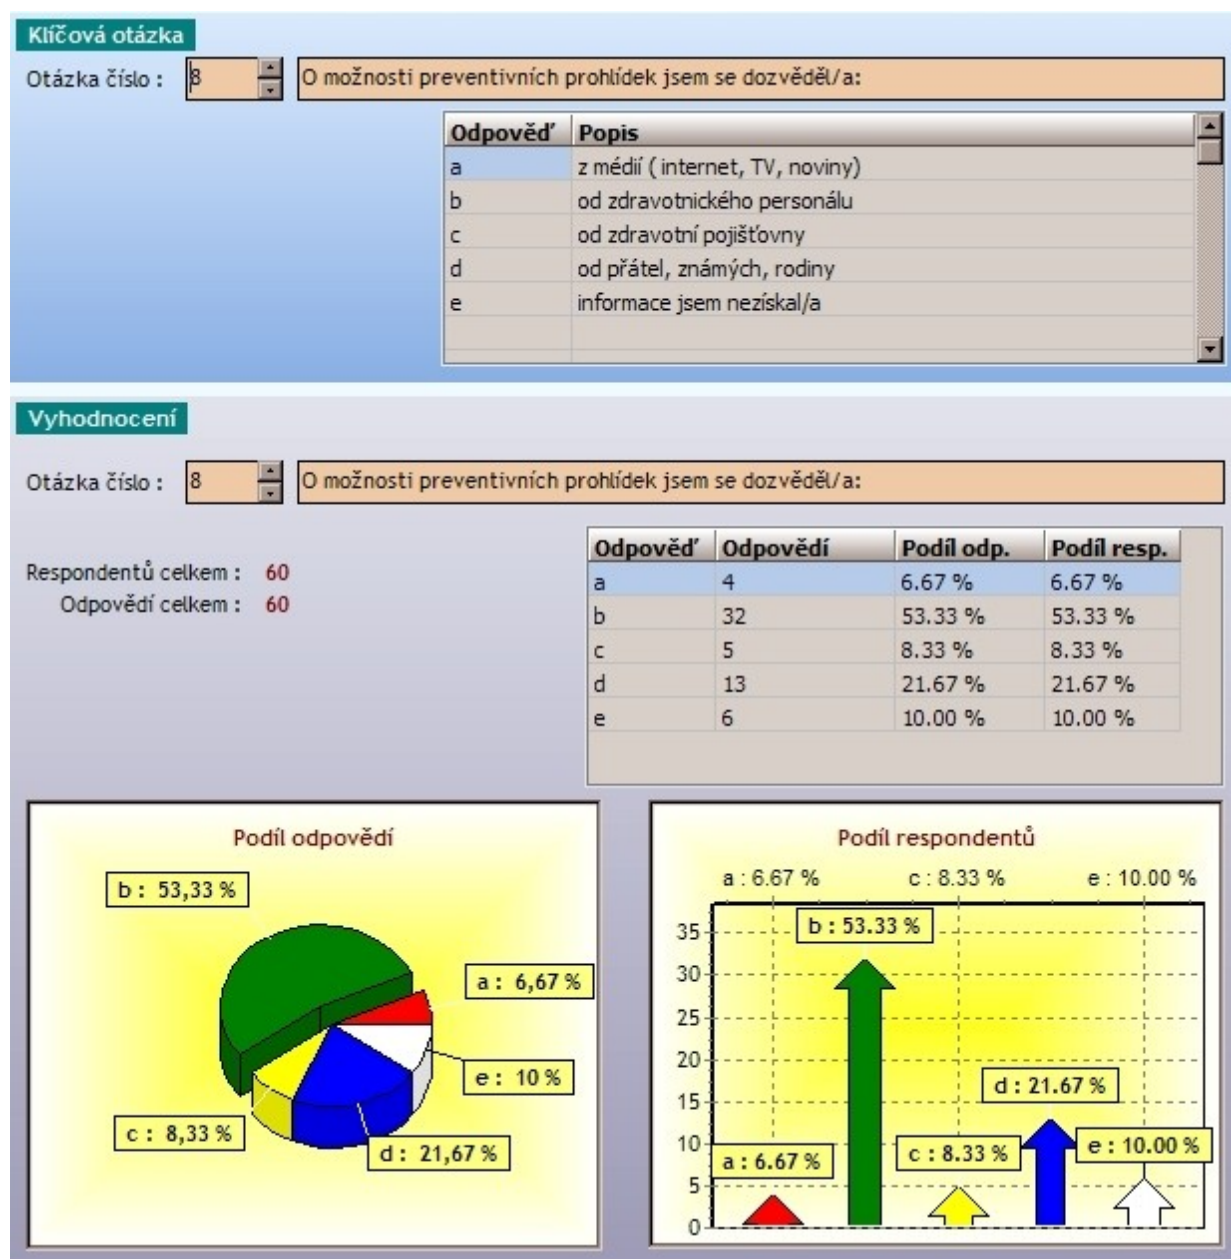 Klíčová otázka
Otázka číslo : 8 O možnosti preventivních prohlídek jsem se dozvěděl/a:
Odpověď Popis
a z médií ( internet, TV, noviny)
b od zdravotnického personálu
c od zdravotní pojišťovny
d od přátel, známých, rodiny
e informace jsem nezískal/a
Vyhodnocení
Otázka číslo : 8 O možnosti preventivních prohlídek jsem se dozvěděl/a:
Respondentů celkem : 60
Odpovědí celkem : 60
Odpověď Odpovědí Podíl odp. Podíl resp.
a 4 6.67 % 6.67 %
b 32 53.33 % 53.33 %
c 5 8.33 % 8.33 %
d 13 21.67 % 21.67 %
e 6 10.00 % 10.00 %
Podíl odpovědí
b : 53,33 %
a : 6,67 %
e : 10 %
c : 8,33 %
d : 21,67 %
Podíl respondentů
a : 6.67 % c : 8.33 % e : 10.00 %
35
30
25
20
15
10
5
0
b : 53.33 %
d : 21.67 %
a : 6.67 %
c : 8.33 %
e : 10.00 %